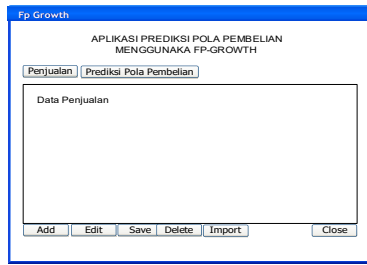 Fp Growth
APLIKASI PREDIKSI POLA PEMBELIAN
MENGGUNAKA FP-GROWTH
Penjualan Prediksi Pola Pembelian
Data Penjualan
Add Edit Save Delete Import Close